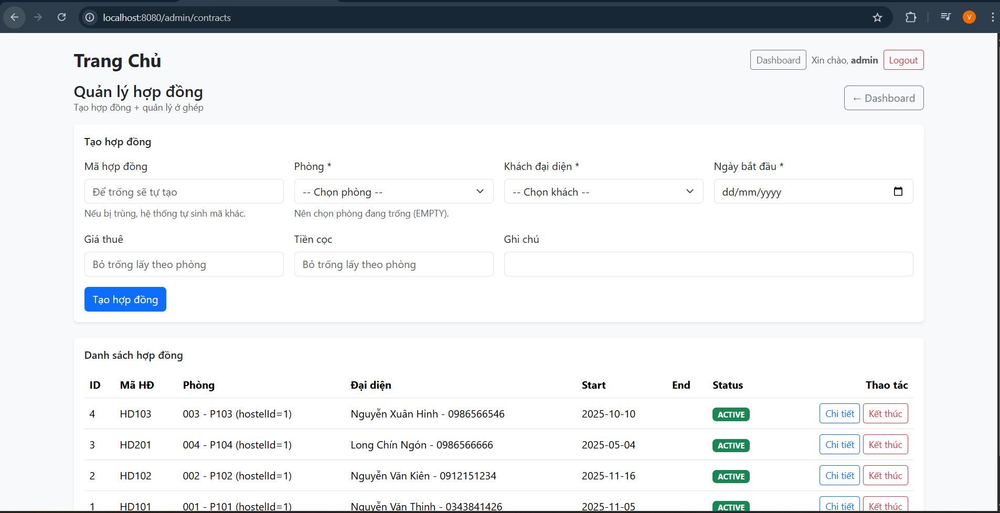 localhost:8080/admin/contracts
V
Trang Chủ
Dashboard Xin chào, admin Logout
Quản lý hợp đồng
Tạo hợp đồng + quản lý ở ghép
← Dashboard
Tạo hợp đồng
Mã hợp đồng Phòng * Khách đại diện * Ngày bắt đầu *
Để trống sẽ tự tạo -- Chọn phòng -- -- Chọn khách -- dd/mm/yyyy
Nếu bị trùng, hệ thống tự sinh mã khác. Nên chọn phòng đang trống (EMPTY).
Giá thuê Tiền cọc Ghi chú
Bỏ trống lấy theo phòng Bỏ trống lấy theo phòng
Tạo hợp đồng
Danh sách hợp đồng
ID Mã HĐ Phòng Đại diện Start End Status Thao tác
4 HD103 003 - P103 (hostelId=1) Nguyễn Xuân Hinh - 0986566546 2025-10-10 ACTIVE Chi tiết Kết thúc
3 HD201 004 - P104 (hostelId=1) Long Chín Ngón - 0986566666 2025-05-04 ACTIVE Chi tiết Kết thúc
2 HD102 002 - P102 (hostelId=1) Nguyễn Văn Kiên - 0912151234 2025-11-16 ACTIVE Chi tiết Kết thúc
1 HD101 001 - P101 (hostelId=1) Nguyễn Văn Thịnh - 0343841426 2025-11-05 ACTIVE Chi tiết Kết thúc